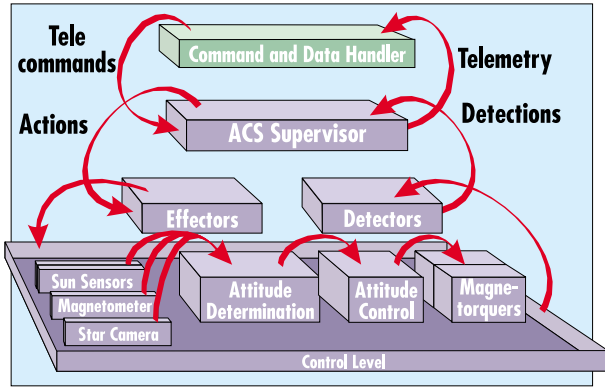 Tele
commands
Command and Data Handler
Telemetry
Actions
ACS Supervisor
Detections
Effectors
Detectors
Sun Sensors
Magnetometer
Star Camera
Attitude
Determination
Attitude
Control
Magne-
torquers
Control Level